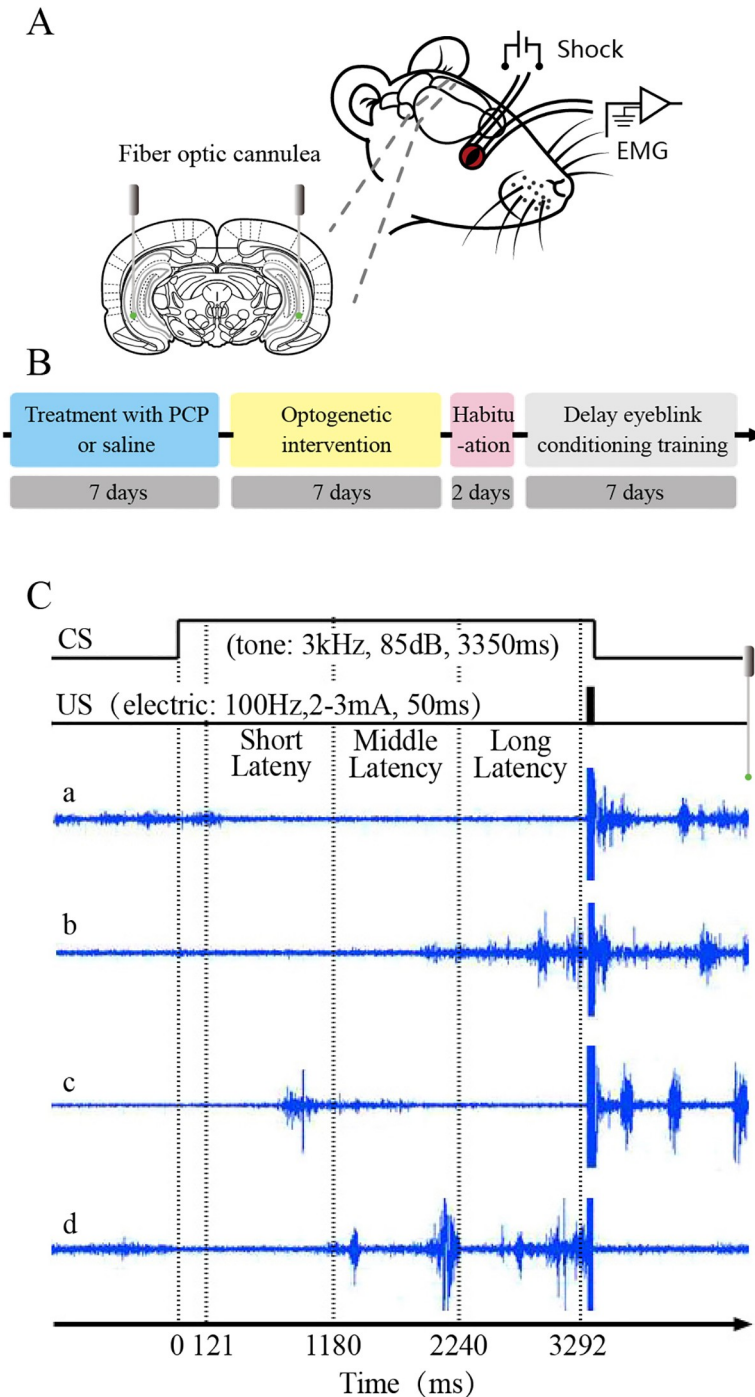 A
Shock
EMG
Fiber optic cannulea
B
Treatment with PCP
or saline
Optogenetic
intervention
Habitu
-ation
Delay eyeblink
conditioning training
7 days
7 days
2 days
7 days
C
CS
(tone: 3kHz, 85dB, 3350ms)
US (electric: 100Hz,2-3mA, 50ms)
Short
Lateny
Middle
Latency
Long
Latency
a
b
c
d
0 121 1180 2240 3292
Time (ms)